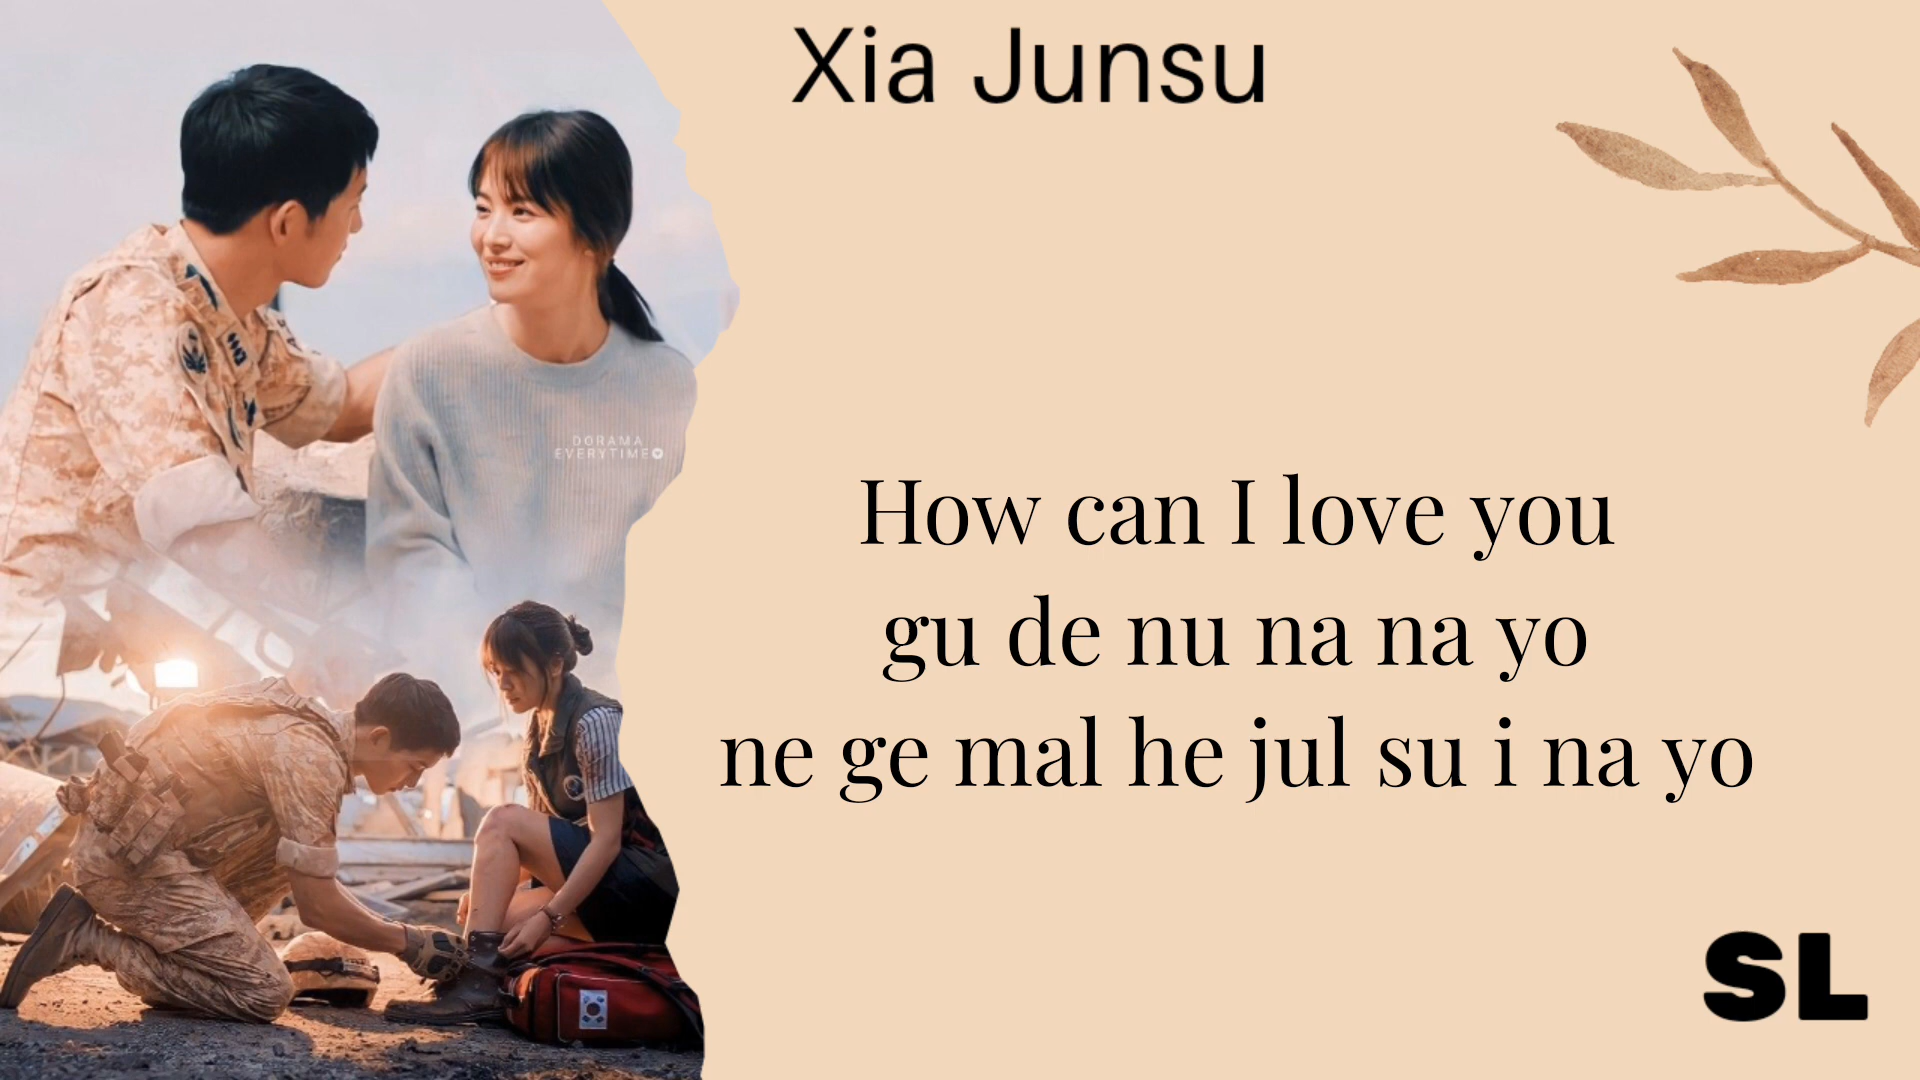 Xia Junsu
DORAMA
EVERYTIME
How can I love you
gu de nu na na yo
ne ge mal he jul su i na yo
SL